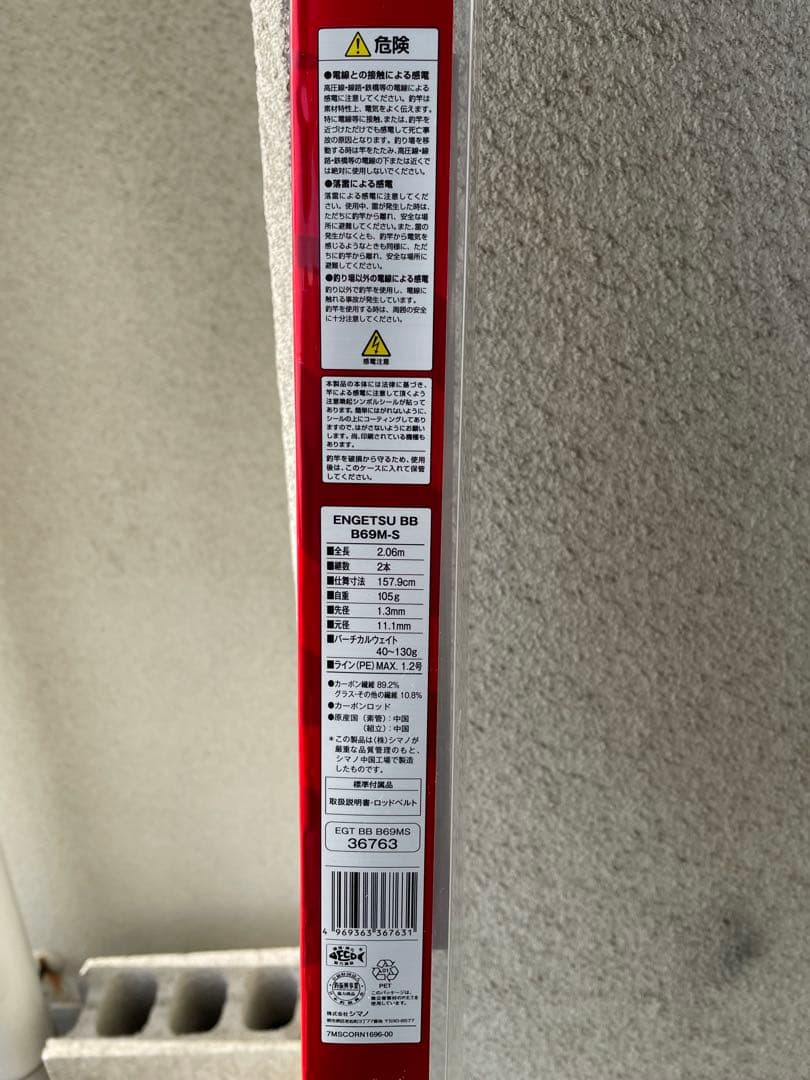 危険
●電線との接触による感電
高圧線・線路・鉄橋等の電線による
感電に注意してください。釣竿は
素材特性上、電気をよく伝えます。
特に電線等に接触、または、釣竿を
近づけただけでも感電して死亡事
故の原因となります。釣り場を移
動する時は竿をたたみ、高圧線・線
路・鉄橋等の電線の下または近くで
は絶対に使用しないでください。
●落雷による感電
落雷による感電に注意してくだ
さい。使用中、雷が発生した時は、
ただちに釣竿から離れ、安全な場
所に避難してください。また、雷の
発生がなくとも、釣竿から電気を
感じるようなときも同様に、ただ
ちに釣竿から離れ、安全な場所に
避難してください。
●釣り場以外の電線による感電
釣り以外で釣竿を使用し、電線に
触れる事故が発生しています。
釣竿を使用する時は、周囲の安全
に十分注意してください。
感電注意
本製品の本体には法律に基づき、
竿による感電に注意して頂くよう
注意喚起シンボルシールが貼って
あります。簡単にはがれないように、
シールの上にコーティングしてあり
ますので、はがさないようにお願い
します。尚、印刷されている機種も
あります。
釣竿を破損から守るため、使用
後は、このケースに入れて保管
してください。
ENGETSU BB
B69M-S
■全長 2.06m
■継数 2本
■仕舞寸法 157.9cm
■自重 105g
■先径 1.3mm
■元径 11.1mm
■バーチカルウェイト
40~130g
■ライン(PE)MAX. 1.2号
●カーボン繊維 89.2%
グラス・その他の繊維 10.8%
●カーボンロッド
●原産国(素管):中国
(組立):中国
*この製品は(株)シマノが
厳重な品質管理のもと、
シマノ中国工場で製造
したものです。
標準付属品
取扱説明書・ロッドベルト
EGT BB B69MS
36763
4 969363 367631
ECO
01
PET
このパッケージは、
使用しています。
株式会社シマノ
7MSCORN1696-00